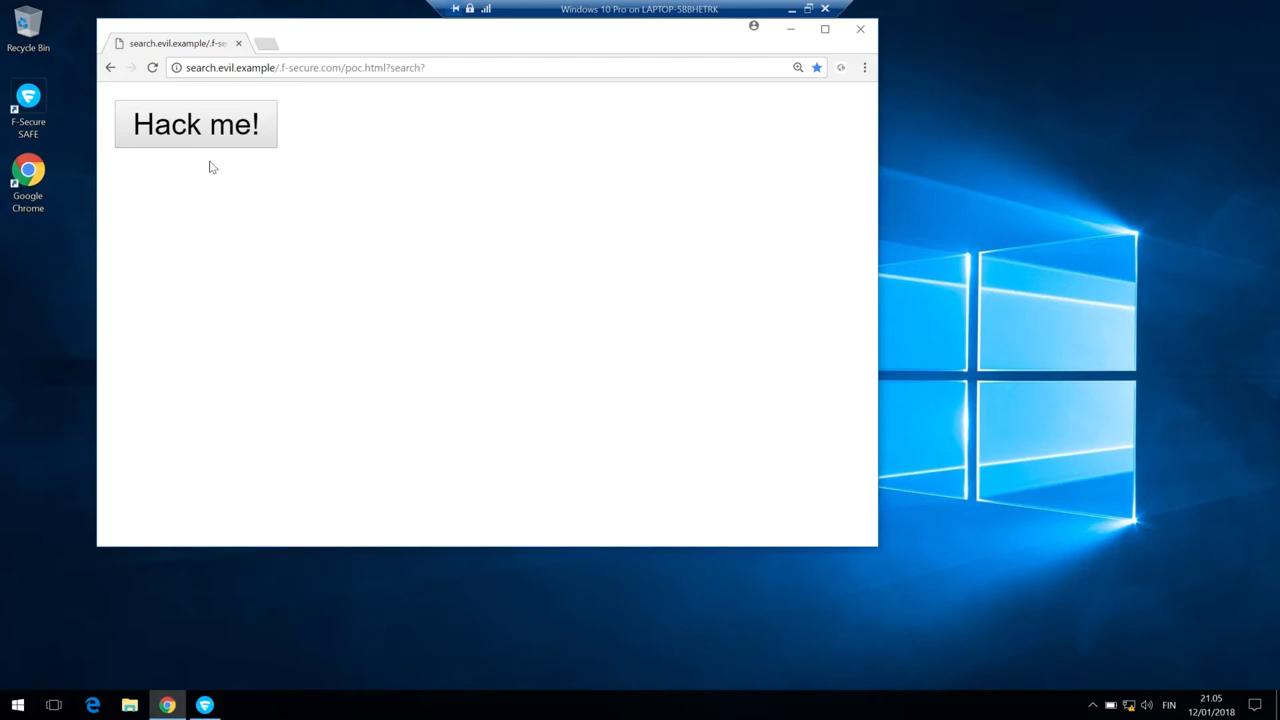 Windows 10 Pro on LAPTOP-5BBHETRK
Recycle Bin
F-Secure
SAFE
Google
Chrome
search.evil.example/.f-se
search.evil.example/.f-secure.com/poc.html?search?
Hack me!
FIN
21.05
12/01/2018